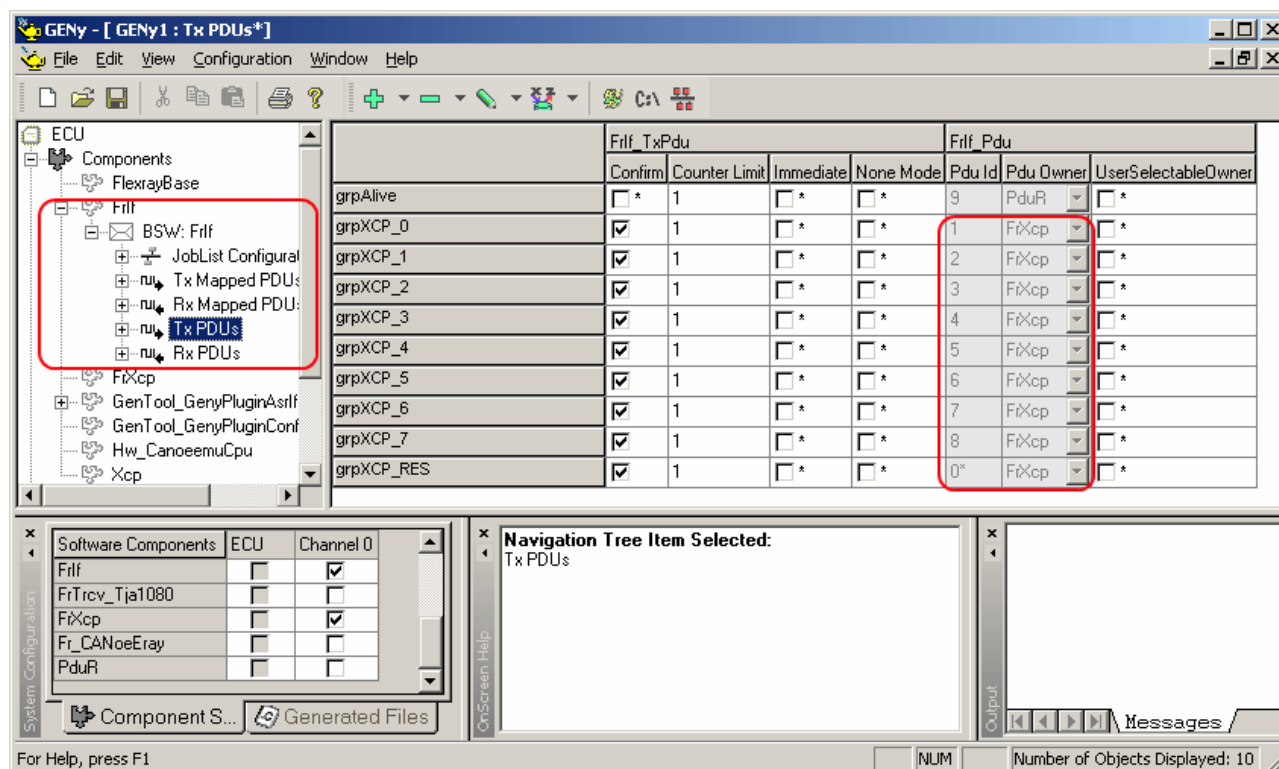 GENy - [ GENy1 : Tx PDUs*]
File Edit View Configuration Window Help
C:\
ECU
Components
FlexrayBase
FrIf
BSW: FrIf
JobList Configurat
Tx Mapped PDUs
Rx Mapped PDUs
Tx PDUs
Rx PDUs
FrXcp
GenTool_GenyPluginAsrIf
GenTool_GenyPluginConf
Hw_CanoeemuCpu
Xcp
FrIf_TxPdu FrIf_Pdu
Confirm Counter Limit Immediate None Mode Pdu Id Pdu Owner UserSelectableOwner
grpAlive * 1 * * 9 PduR *
grpXCP_0 1 * * 1 FrXcp *
grpXCP_1 1 * * 2 FrXcp *
grpXCP_2 1 * * 3 FrXcp *
grpXCP_3 1 * * 4 FrXcp *
grpXCP_4 1 * * 5 FrXcp *
grpXCP_5 1 * * 6 FrXcp *
grpXCP_6 1 * * 7 FrXcp *
grpXCP_7 1 * * 8 FrXcp *
grpXCP_RES 1 * * 0* FrXcp *
System Configuration
Software Components ECU Channel 0
FrIf
FrTrcv_Tja1080
FrXcp
Fr_CANoeEray
PduR
Component S... Generated Files
OnScreen Help
Navigation Tree Item Selected:
Tx PDUs
Output
Messages
For Help, press F1 NUM Number of Objects Displayed: 10